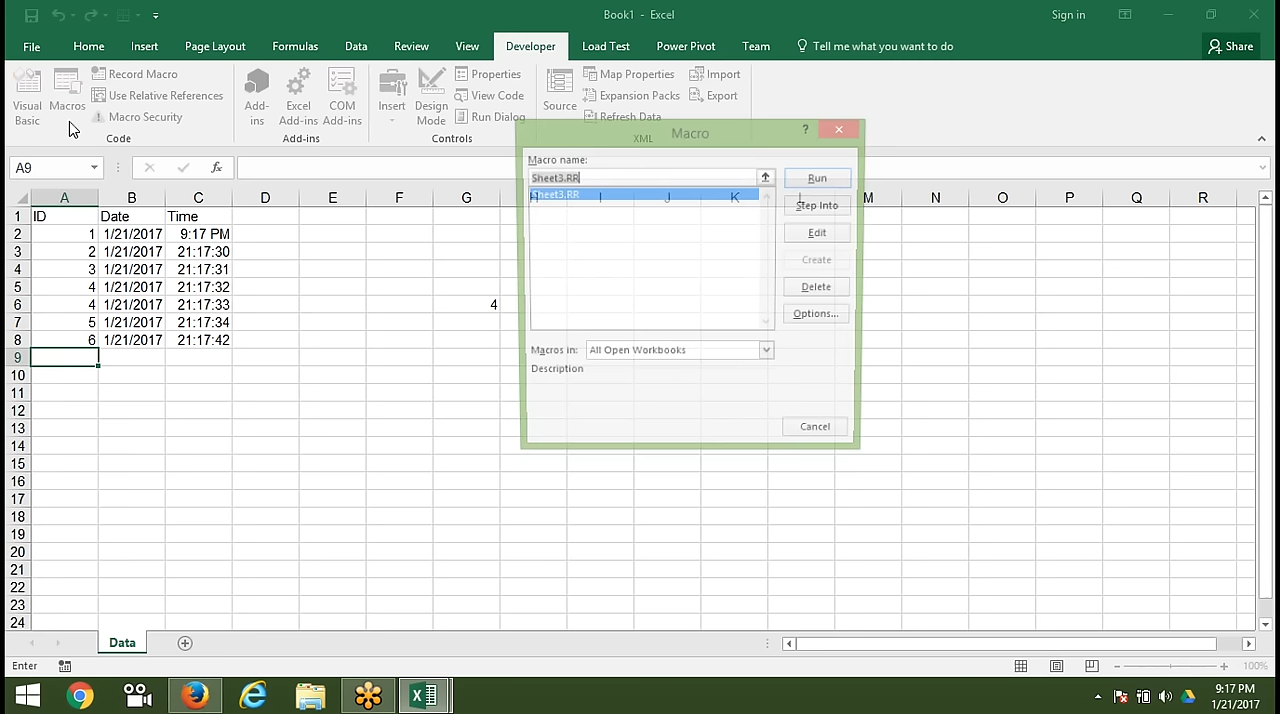 Book1 - Excel
Sign in
File Home Insert Page Layout Formulas Data Review View Developer Load Test Power Pivot Team Tell me what you want to do Share
Visual Basic
Macros
Record Macro
Use Relative References
Macro Security
Code
Add-ins
Excel Add-ins
COM Add-ins
Add-ins
Insert
Design Mode
Properties
View Code
Run Dialog
Controls
Source
Map Properties
Expansion Packs
Refresh Data
Import
Export
XML
A9
fx
A B C D E F G H I J K L M N O P Q R
1 ID Date Time
2 1 1/21/2017 9:17 PM
3 2 1/21/2017 21:17:30
4 3 1/21/2017 21:17:31
5 4 1/21/2017 21:17:32
6 4 1/21/2017 21:17:33 4
7 5 1/21/2017 21:17:34
8 6 1/21/2017 21:17:42
9
10
11
12
13
14
15
16
17
18
19
20
21
22
23
24
Macro
?
Macro name:
Sheet3.RR
Sheet3.RR
Run
Step Into
Edit
Create
Delete
Options...
Macros in: All Open Workbooks
Description
Cancel
Data
Enter
100%
9:17 PM
1/21/2017